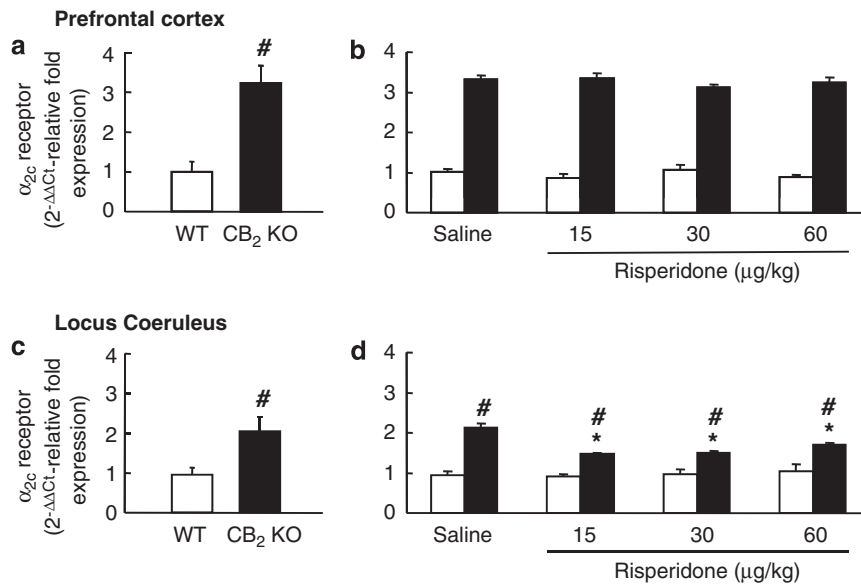 Prefrontal cortex
a
α2c receptor
(2-ΔΔCt-relative fold
expression)
4
3
2
1
0
#
WT CB2 KO
b
4
3
2
1
0
Saline 15 30 60
Risperidone (μg/kg)
Locus Coeruleus
c
α2c receptor
(2-ΔΔCt-relative fold
expression)
4
3
2
1
0
#
WT CB2 KO
d
4
3
2
1
0
# # # #
* * *
Saline 15 30 60
Risperidone (μg/kg)